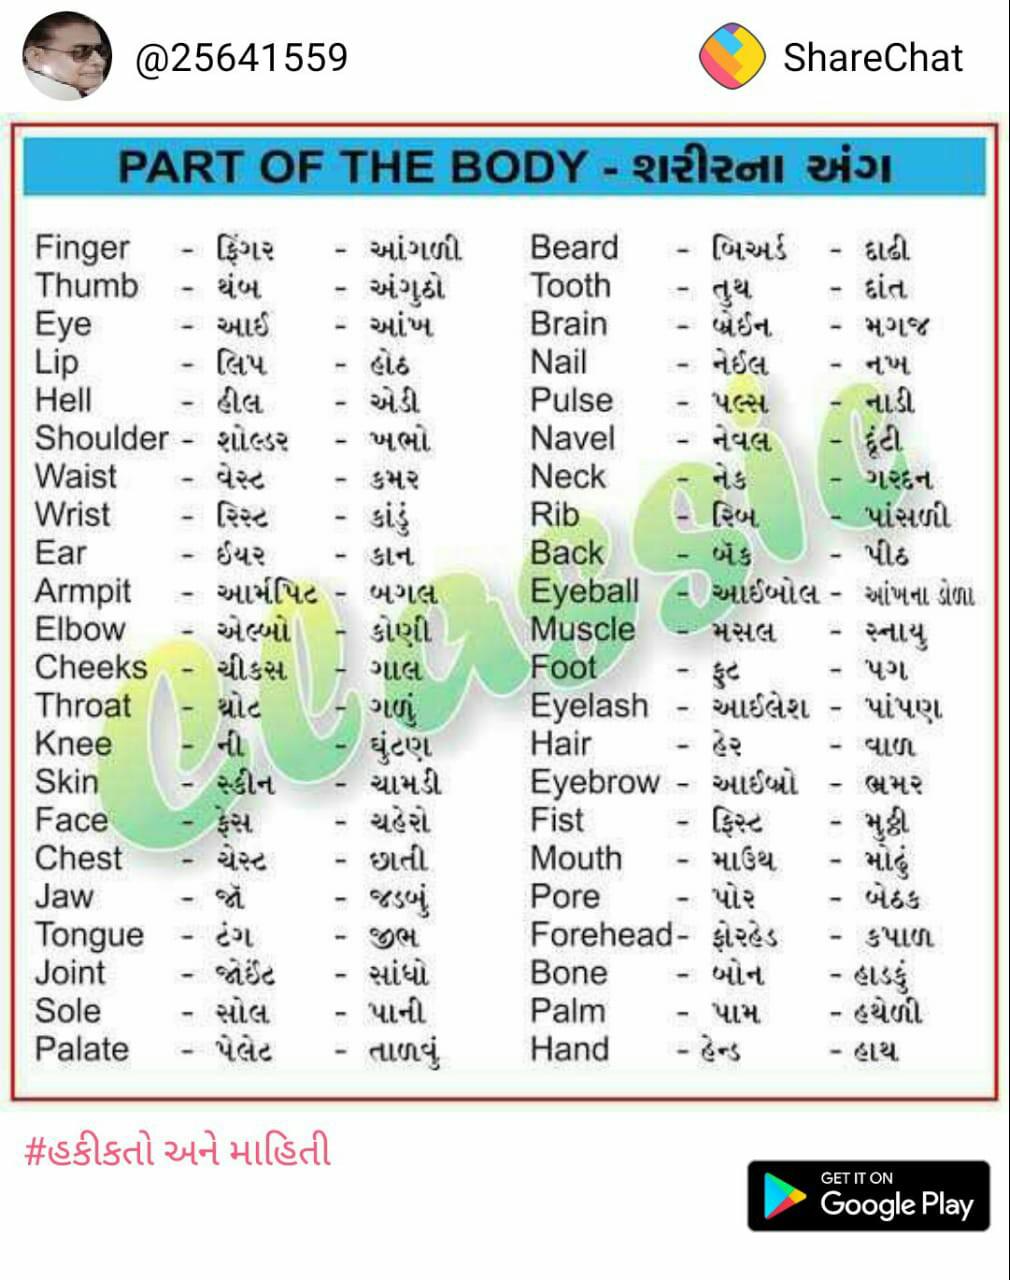 @25641559
ShareChat
PART OF THE BODY - શરીરના અંગ
Finger - ફિંગર - આંગળી
Thumb - થંબ - અંગુઠો
Eye - આઈ - આંખ
Lip - લિપ - હોઠ
Hell - હીલ - એડી
Shoulder - શોલ્ડર - ખભો
Waist - વેસ્ટ - કમર
Wrist - રિસ્ટ - કાંડું
Ear - ઈયર - કાન
Armpit - આર્મપિટ - બગલ
Elbow - એલ્બો - કોણી
Cheeks - ચીકસ - ગાલ
Throat - થ્રોટ - ગળું
Knee - ની - ઘુંટણ
Skin - સ્કીન - ચામડી
Face - ફેસ - ચહેરો
Chest - ચેસ્ટ - છાતી
Jaw - જૉ - જડબું
Tongue - ટંગ - જીભ
Joint - જોઈંટ - સાંધો
Sole - સોલ - પાની
Palate - પેલેટ - તાળવું
Beard - બિઅર્ડ - દાઢી
Tooth - તુથ - દાંત
Brain - બ્રેઈન - મગજ
Nail - નેઈલ - નખ
Pulse - પલ્સ - નાડી
Navel - નેવલ - દૂંટી
Neck - નેક - ગરદન
Rib - રિબ - પાંસળી
Back - બૅક - પીઠ
Eyeball - આઈબોલ - આંખના ડોળા
Muscle - મસલ - સ્નાયુ
Foot - ફુટ - પગ
Eyelash - આઈલેશ - પાંપણ
Hair - હેર - વાળ
Eyebrow - આઈબ્રો - ભ્રમર
Fist - ફિસ્ટ - મુઠ્ઠી
Mouth - માઉથ - મોઢું
Pore - પોર - બેઠક
Forehead - ફોરહેડ - કપાળ
Bone - બોન - હાડકું
Palm - પામ - હથેળી
Hand - હેન્ડ - હાથ
Classic
#હકીકતો અને માહિતી
GET IT ON
Google Play